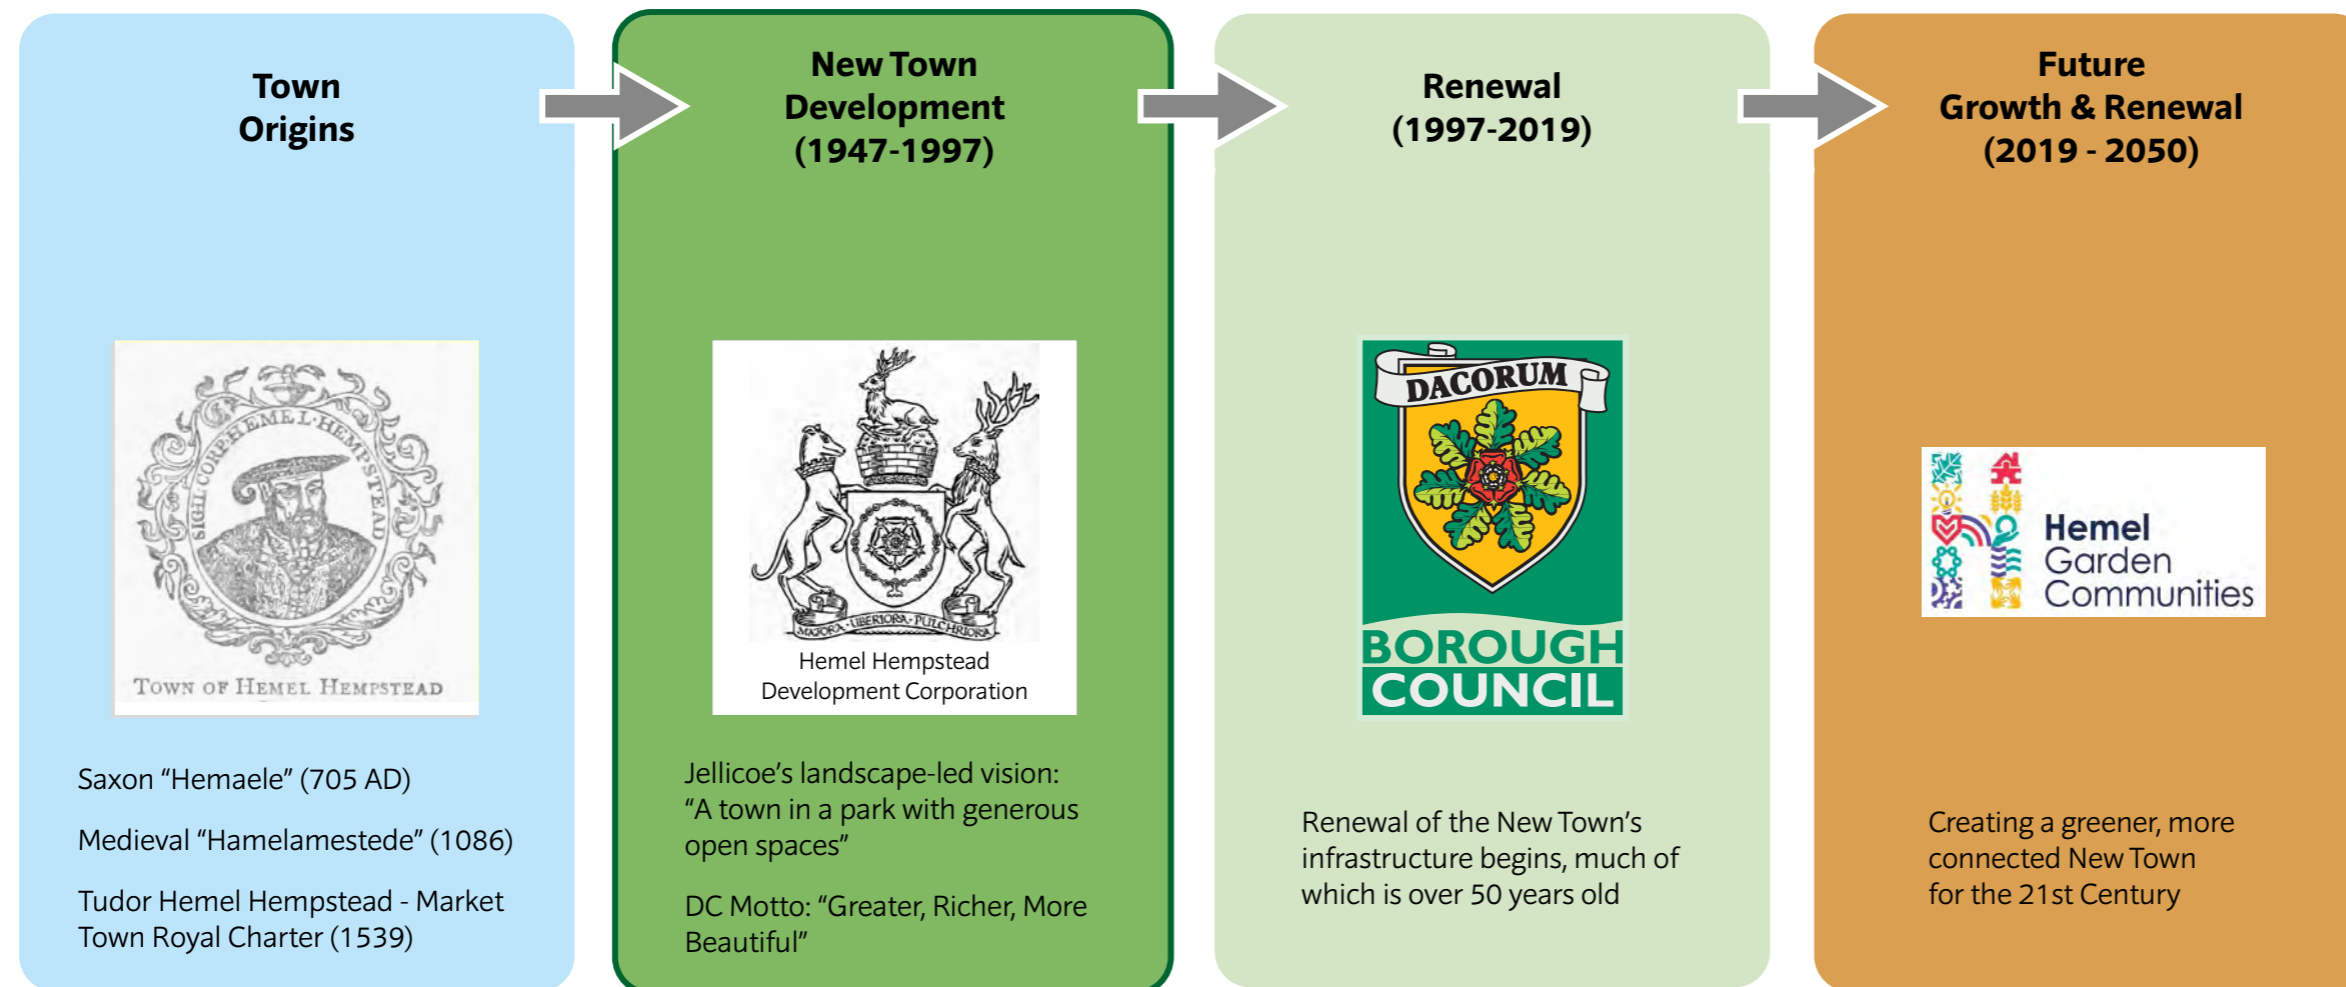 Town
Origins
SIGIL·CORP·HEMEL·HEMPSTEAD
TOWN OF HEMEL HEMPSTEAD
Saxon “Hemaele” (705 AD)
Medieval “Hamelamestede” (1086)
Tudor Hemel Hempstead - Market
Town Royal Charter (1539)
New Town
Development
(1947-1997)
MAJORA·UBERIORA·PULCHRIORA
Hemel Hempstead
Development Corporation
Jellicoe’s landscape-led vision:
“A town in a park with generous
open spaces”
DC Motto: “Greater, Richer, More
Beautiful”
Renewal
(1997-2019)
DACORUM
BOROUGH
COUNCIL
Renewal of the New Town’s
infrastructure begins, much of
which is over 50 years old
Future
Growth & Renewal
(2019 - 2050)
Hemel
Garden
Communities
Creating a greener, more
connected New Town
for the 21st Century